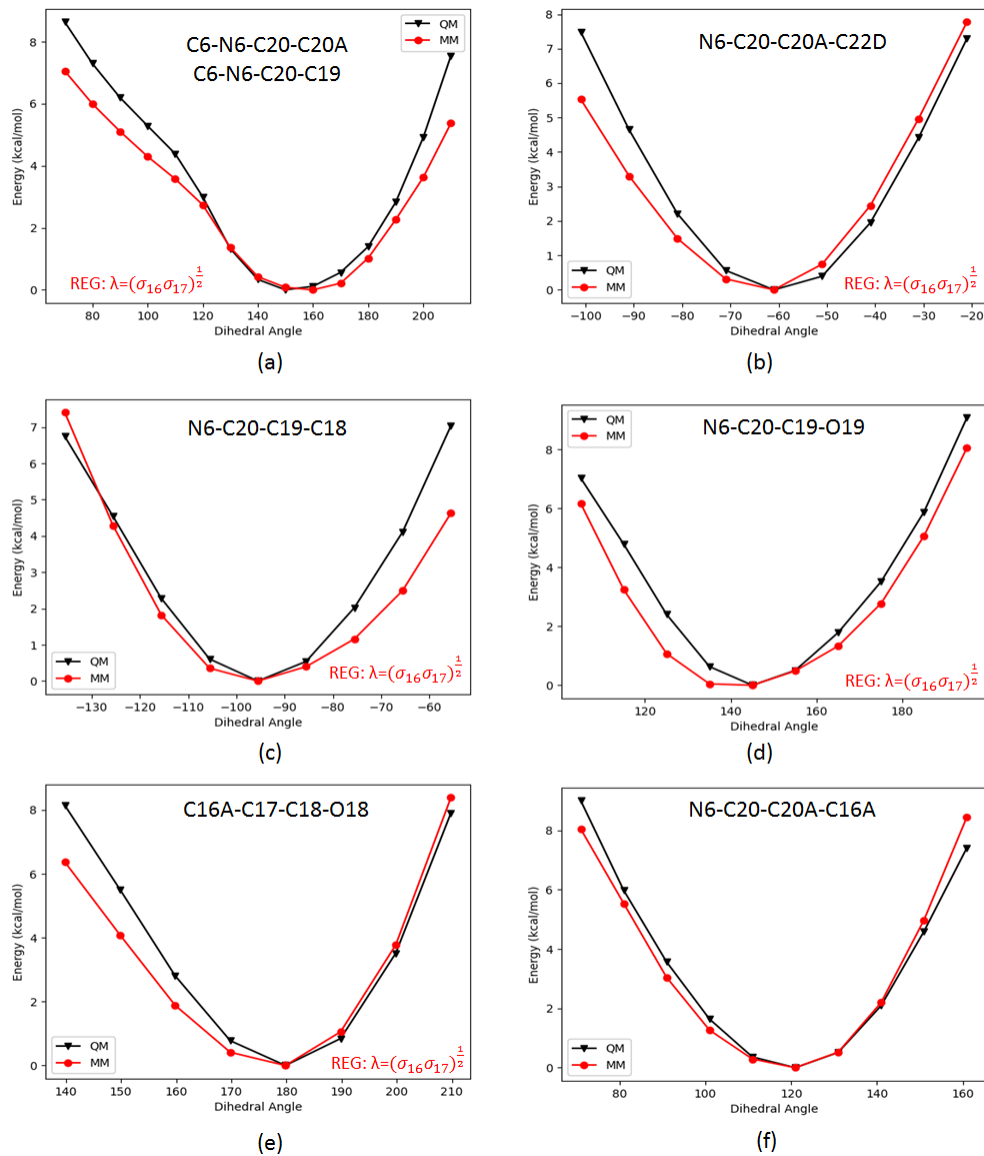 C6-N6-C20-C20A
C6-N6-C20-C19
QM
MM
REG: λ=(σ₁₆σ₁₇)^½
Energy (kcal/mol)
0
2
4
6
8
80
100
120
140
160
180
200
Dihedral Angle
(a)
N6-C20-C20A-C22D
QM
MM
REG: λ=(σ₁₆σ₁₇)^½
Energy (kcal/mol)
0
1
2
3
4
5
6
7
8
−100
−90
−80
−70
−60
−50
−40
−30
−20
Dihedral Angle
(b)
N6-C20-C19-C18
QM
MM
REG: λ=(σ₁₆σ₁₇)^½
Energy (kcal/mol)
0
1
2
3
4
5
6
7
−130
−120
−110
−100
−90
−80
−70
−60
Dihedral Angle
(c)
QM
MM
N6-C20-C19-O19
REG: λ=(σ₁₆σ₁₇)^½
Energy (kcal/mol)
0
2
4
6
8
120
140
160
180
Dihedral Angle
(d)
C16A-C17-C18-O18
QM
MM
REG: λ=(σ₁₆σ₁₇)^½
Energy (kcal/mol)
0
2
4
6
8
140
150
160
170
180
190
200
210
Dihedral Angle
(e)
N6-C20-C20A-C16A
QM
MM
Energy (kcal/mol)
0
2
4
6
8
80
100
120
140
160
Dihedral Angle
(f)